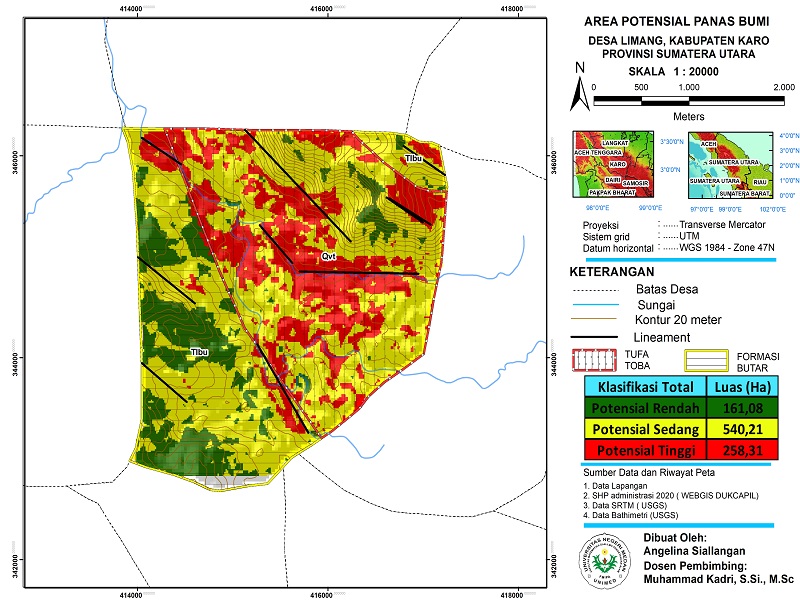 414000
416000
418000
346000
344000
342000
346000
344000
342000
414000
416000
418000
Tlbu
Qvt
Tlbu
AREA POTENSIAL PANAS BUMI
DESA LIMANG, KABUPATEN KARO
PROVINSI SUMATERA UTARA
SKALA 1 : 20000
N
0 500 1.000 2.000
Meters
LANGKAT
ACEH TENGGARA
KARO
DAIRI
SAMOSIR
PAKPAK BHARAT
3°30'0"N
3°0'0"N
98°0'0"E 99°0'0"E
ACEH
SUMATERA UTARA
SUMATERA UTARA
RIAU
SUMATERA BARAT
4°0'0"N
3°0'0"N
2°0'0"N
1°0'0"N
0°0'0"
97°0'0"E 99°0'0"E 102°0'0"E
Proyeksi : ...... Transverse Mercator
Sistem grid : ...... UTM
Datum horizontal : ...... WGS 1984 - Zone 47N
KETERANGAN
Batas Desa
Sungai
Kontur 20 meter
Lineament
TUFA
TOBA
FORMASI
BUTAR
Klasifikasi Total Luas (Ha)
Potensial Rendah 161,08
Potensial Sedang 540,21
Potensial Tinggi 258,31
Sumber Data dan Riwayat Peta
1. Data Lapangan
2. SHP administrasi 2020 ( WEBGIS DUKCAPIL)
3. Data SRTM ( USGS)
4. Data Bathimetri (USGS)
UNIVERSITAS NEGERI MEDAN
UNIMED
Dibuat Oleh:
Angelina Siallangan
Dosen Pembimbing:
Muhammad Kadri, S.Si., M.Sc